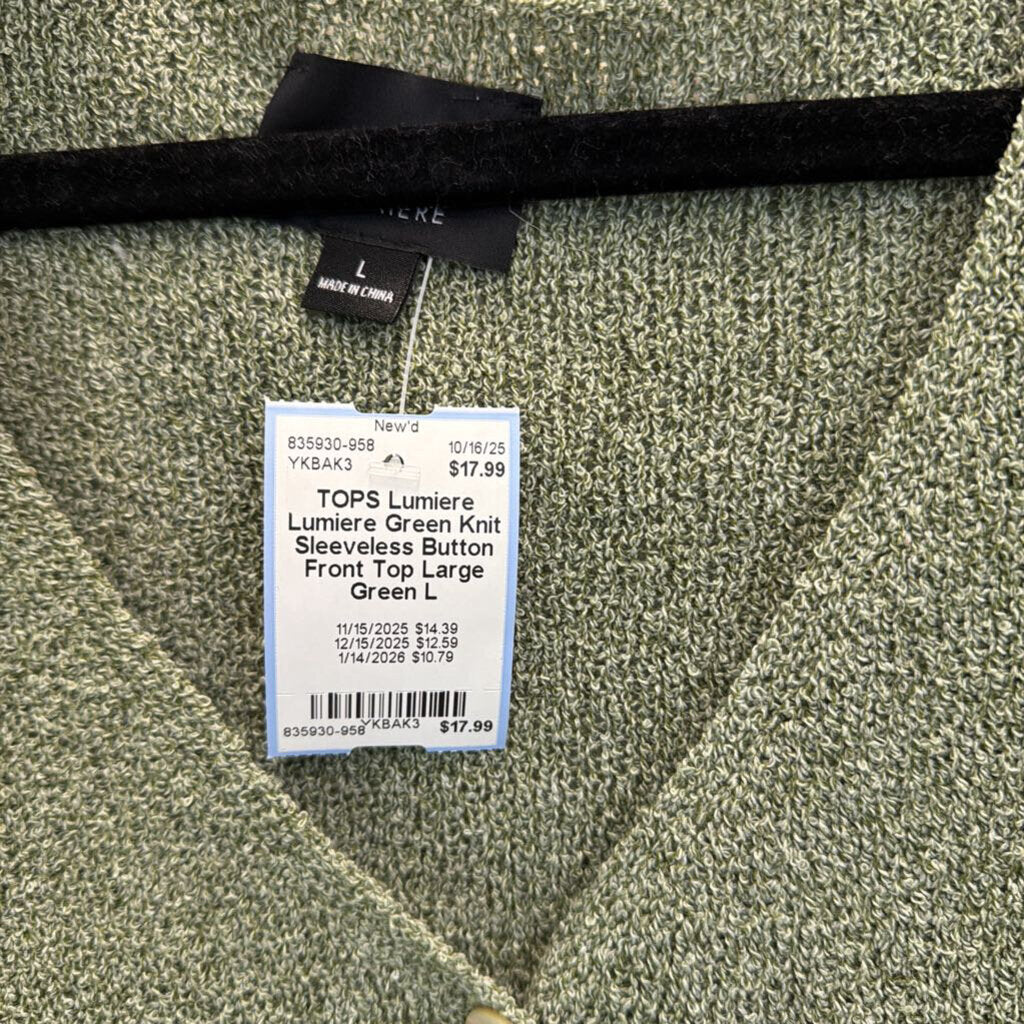 L
MADE IN CHINA
New'd
835930-958 10/16/25
YKBAK3 $17.99
TOPS Lumiere
Lumiere Green Knit
Sleeveless Button
Front Top Large
Green L
11/15/2025 $14.39
12/15/2025 $12.59
1/14/2026 $10.79
835930-958 YKBAK3 $17.99